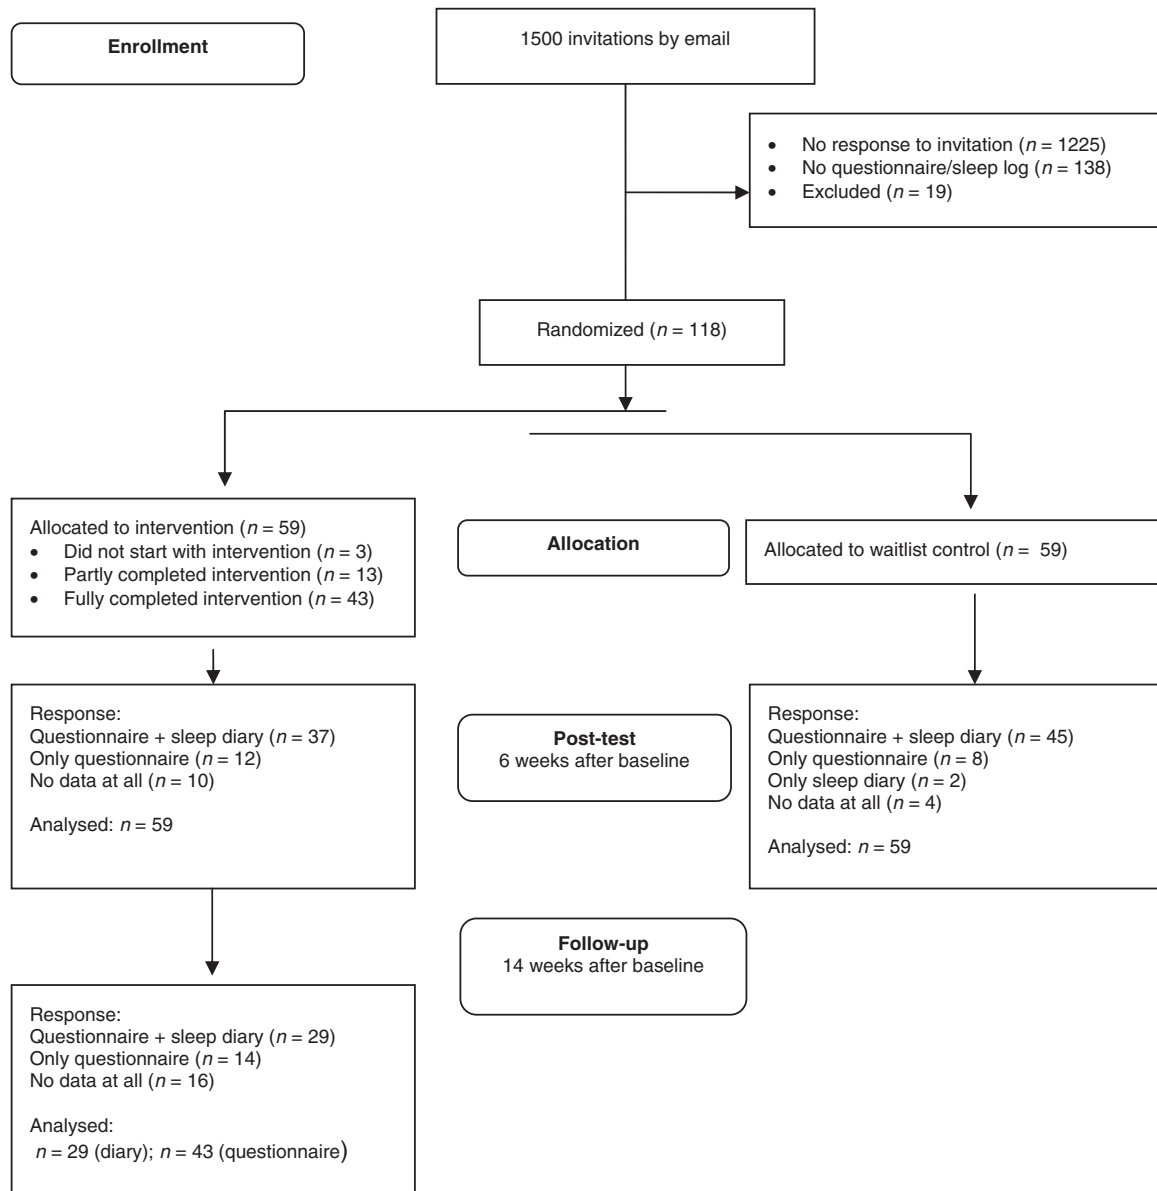 Enrollment
1500 invitations by email
• No response to invitation (n = 1225)
• No questionnaire/sleep log (n = 138)
• Excluded (n = 19)
Randomized (n = 118)
Allocated to intervention (n = 59)
• Did not start with intervention (n = 3)
• Partly completed intervention (n = 13)
• Fully completed intervention (n = 43)
Allocation
Allocated to waitlist control (n = 59)
Response:
Questionnaire + sleep diary (n = 37)
Only questionnaire (n = 12)
No data at all (n = 10)
Analysed: n = 59
Post-test
6 weeks after baseline
Response:
Questionnaire + sleep diary (n = 45)
Only questionnaire (n = 8)
Only sleep diary (n = 2)
No data at all (n = 4)
Analysed: n = 59
Follow-up
14 weeks after baseline
Response:
Questionnaire + sleep diary (n = 29)
Only questionnaire (n = 14)
No data at all (n = 16)
Analysed:
n = 29 (diary); n = 43 (questionnaire)